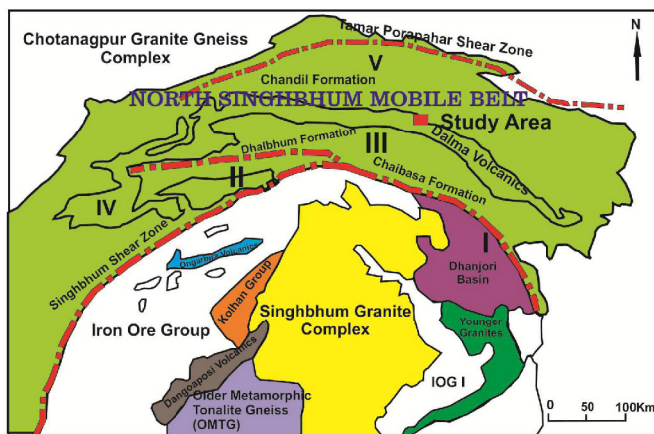 Chotanagpur Granite Gneiss
Complex
Tamar Porapahar Shear Zone
N
V
Chandil Formation
NORTH SINGHBHUM MOBILE BELT
Study Area
Dalma Volcanics
Dhalbhum Formation
III
Chaibasa Formation
II
IV
Singhbhum Shear Zone
I
Dhanjori
Basin
Ongarbira Volcanics
Kolhan Group
Iron Ore Group
Singhbhum Granite
Complex
Younger
Granites
Dangoaposi Volcanics
IOG I
Older Metamorphic
Tonalite Gneiss
(OMTG)
0 50 100Km